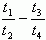 t₁/t₂ − t₃/t₄